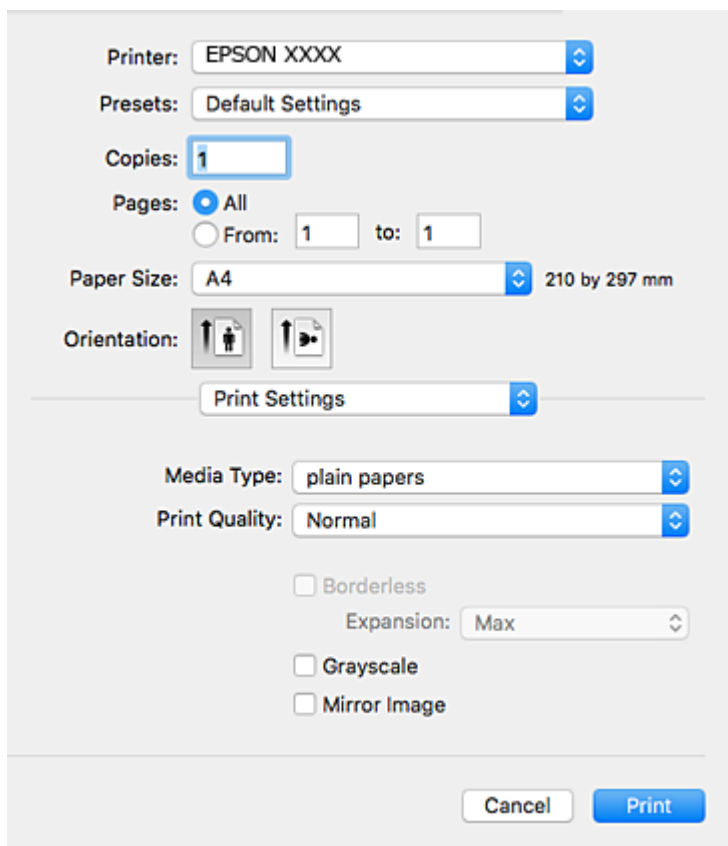 Printer: EPSON XXXX
Presets: Default Settings
Copies: 1
Pages: All
From: 1 to: 1
Paper Size: A4 210 by 297 mm
Orientation:
Print Settings
Media Type: plain papers
Print Quality: Normal
Borderless
Expansion: Max
Grayscale
Mirror Image
Cancel Print